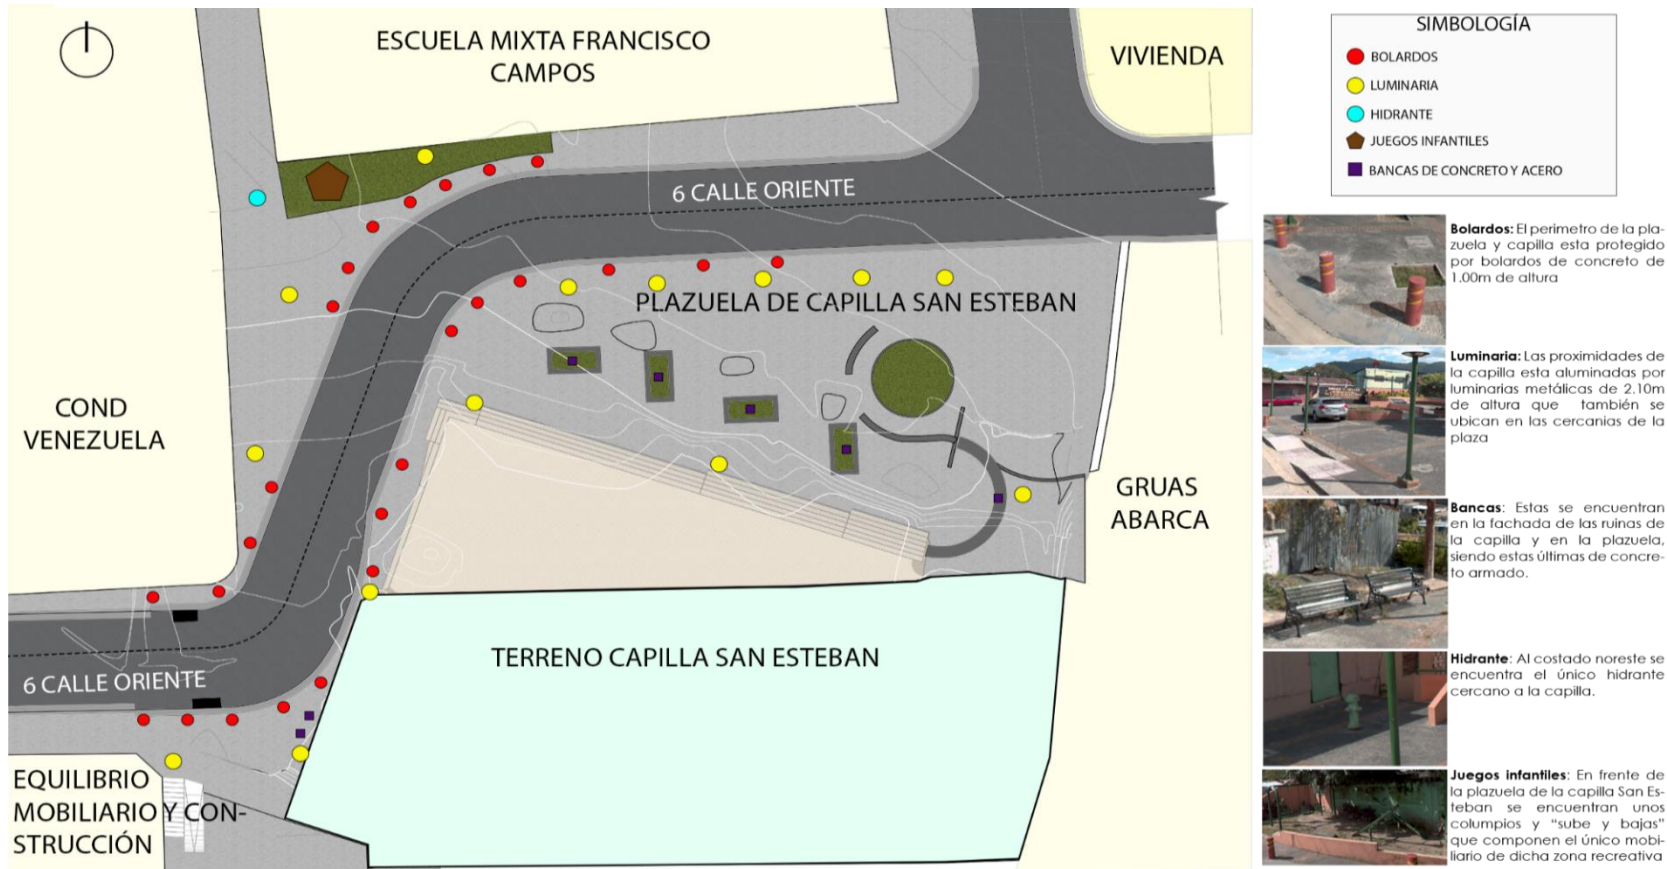 ESCUELA MIXTA FRANCISCO
CAMPOS
VIVIENDA
6 CALLE ORIENTE
PLAZUELA DE CAPILLA SAN ESTEBAN
COND
VENEZUELA
GRUAS
ABARCA
TERRENO CAPILLA SAN ESTEBAN
6 CALLE ORIENTE
EQUILIBRIO
MOBILIARIO Y CON-
STRUCCIÓN
SIMBOLOGÍA
BOLARDOS
LUMINARIA
HIDRANTE
JUEGOS INFANTILES
BANCAS DE CONCRETO Y ACERO
Bolardos: El perimetro de la pla-
zuela y capilla esta protegido
por bolardos de concreto de
1.00m de altura
Luminaria: Las proximidades de
la capilla esta aluminadas por
luminarias metálicas de 2.10m
de altura que también se
ubican en las cercanias de la
plaza
Bancas: Estas se encuentran
en la fachada de las ruinas de
la capilla y en la plazuela,
siendo estas últimas de concre-
to armado.
Hidrante: Al costado noreste se
encuentra el único hidrante
cercano a la capilla.
Juegos infantiles: En frente de
la plazuela de la capilla San Es-
teban se encuentran unos
columpios y "sube y bajas"
que componen el único mobi-
liario de dicha zona recreativa